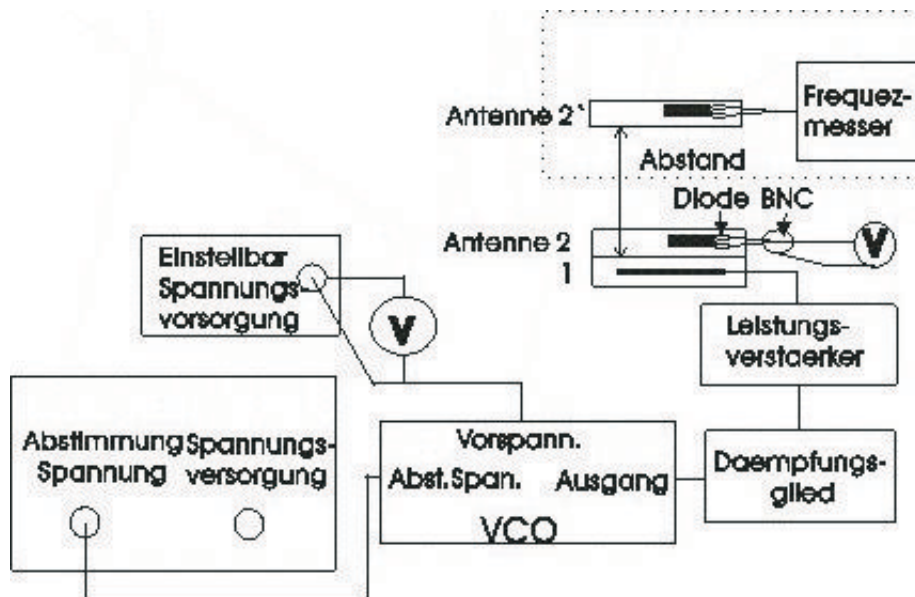 Antenne 2`
Frequez-
messer
Abstand
Diode BNC
Antenne 2
1
V
Einstellbar
Spannungs-
vorsorgung
V
Leistungs-
verstaerker
Abstimmung
Spannung
Spannungs-
versorgung
Vorspann.
Abst.Span.
Ausgang
VCO
Daempfungs-
glied